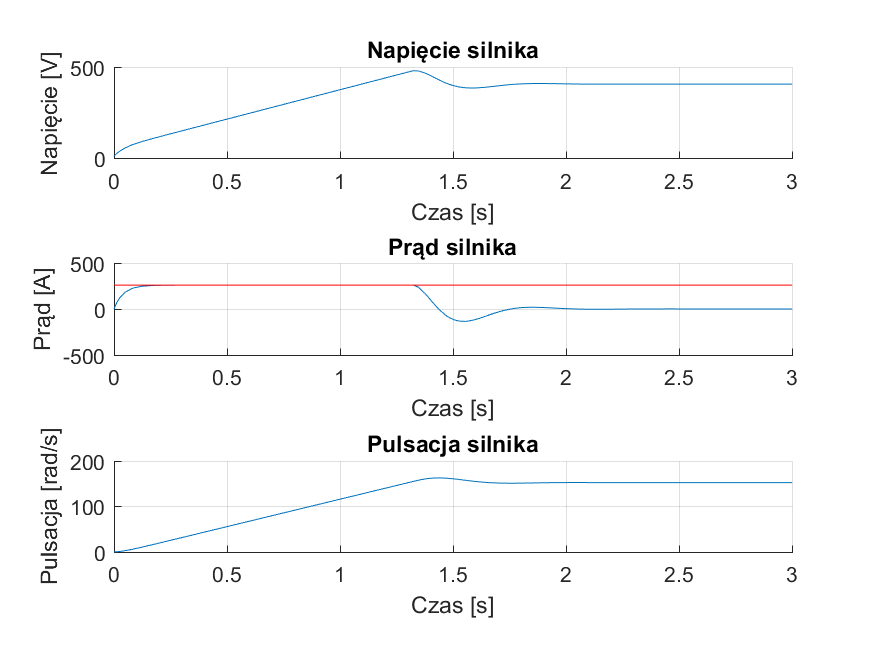 Napięcie silnika
Napięcie [V]
500
0
0 0.5 1 1.5 2 2.5 3
Czas [s]
Prąd silnika
Prąd [A]
500
0
-500
0 0.5 1 1.5 2 2.5 3
Czas [s]
Pulsacja silnika
Pulsacja [rad/s]
200
100
0
0 0.5 1 1.5 2 2.5 3
Czas [s]